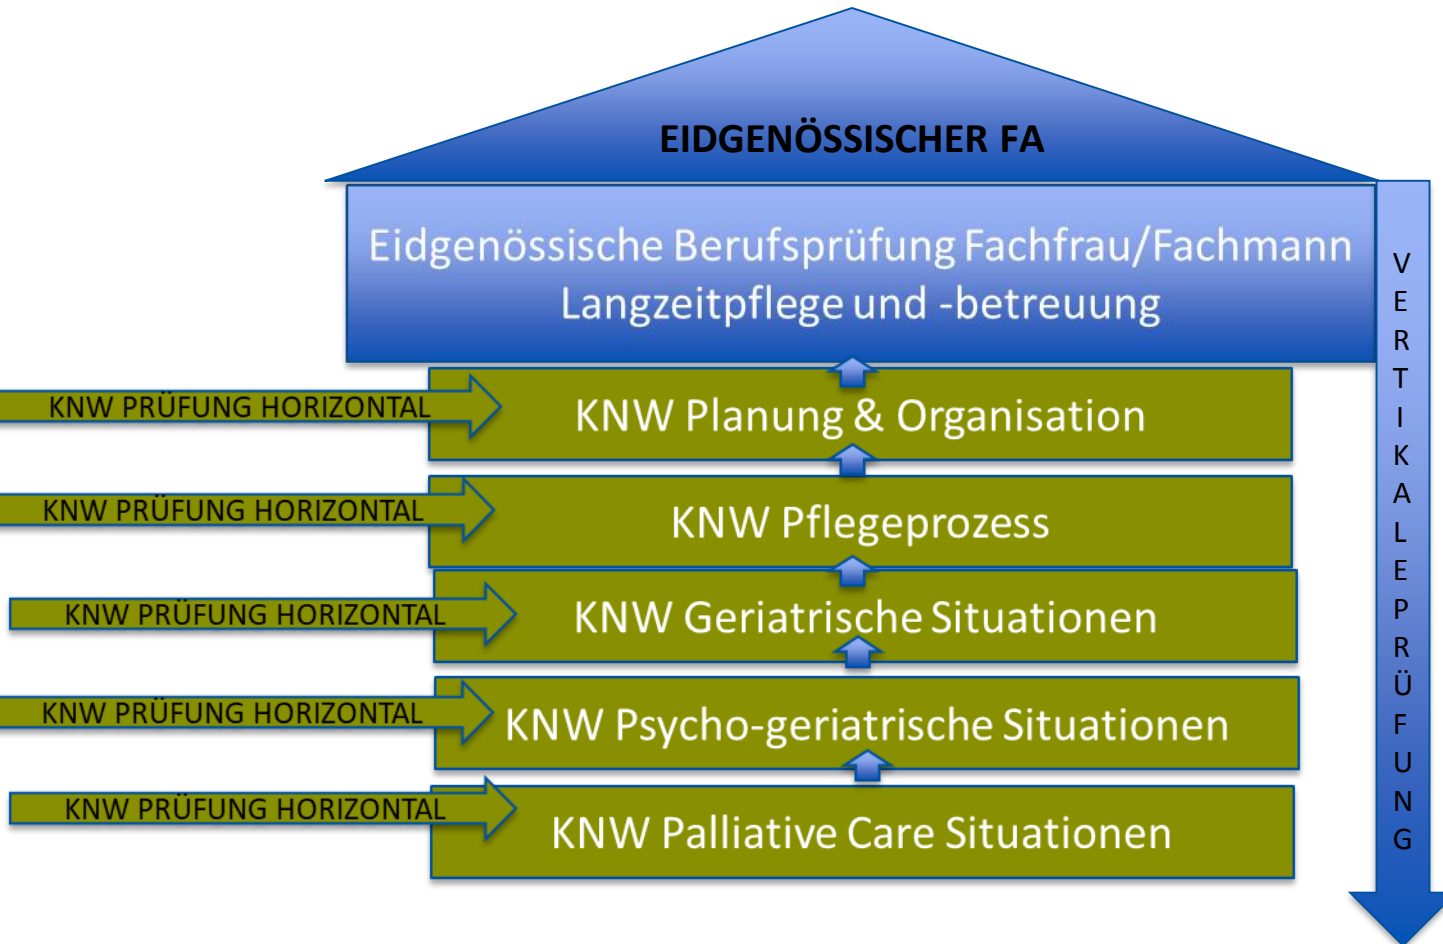 EIDGENÖSSISCHER FA
Eidgenössische Berufsprüfung Fachfrau/Fachmann
Langzeitpflege und -betreuung
KNW PRÜFUNG HORIZONTAL
KNW Planung & Organisation
KNW PRÜFUNG HORIZONTAL
KNW Pflegeprozess
KNW PRÜFUNG HORIZONTAL
KNW Geriatrische Situationen
KNW PRÜFUNG HORIZONTAL
KNW Psycho-geriatrische Situationen
KNW PRÜFUNG HORIZONTAL
KNW Palliative Care Situationen
VERTIKALEPRÜFUNG